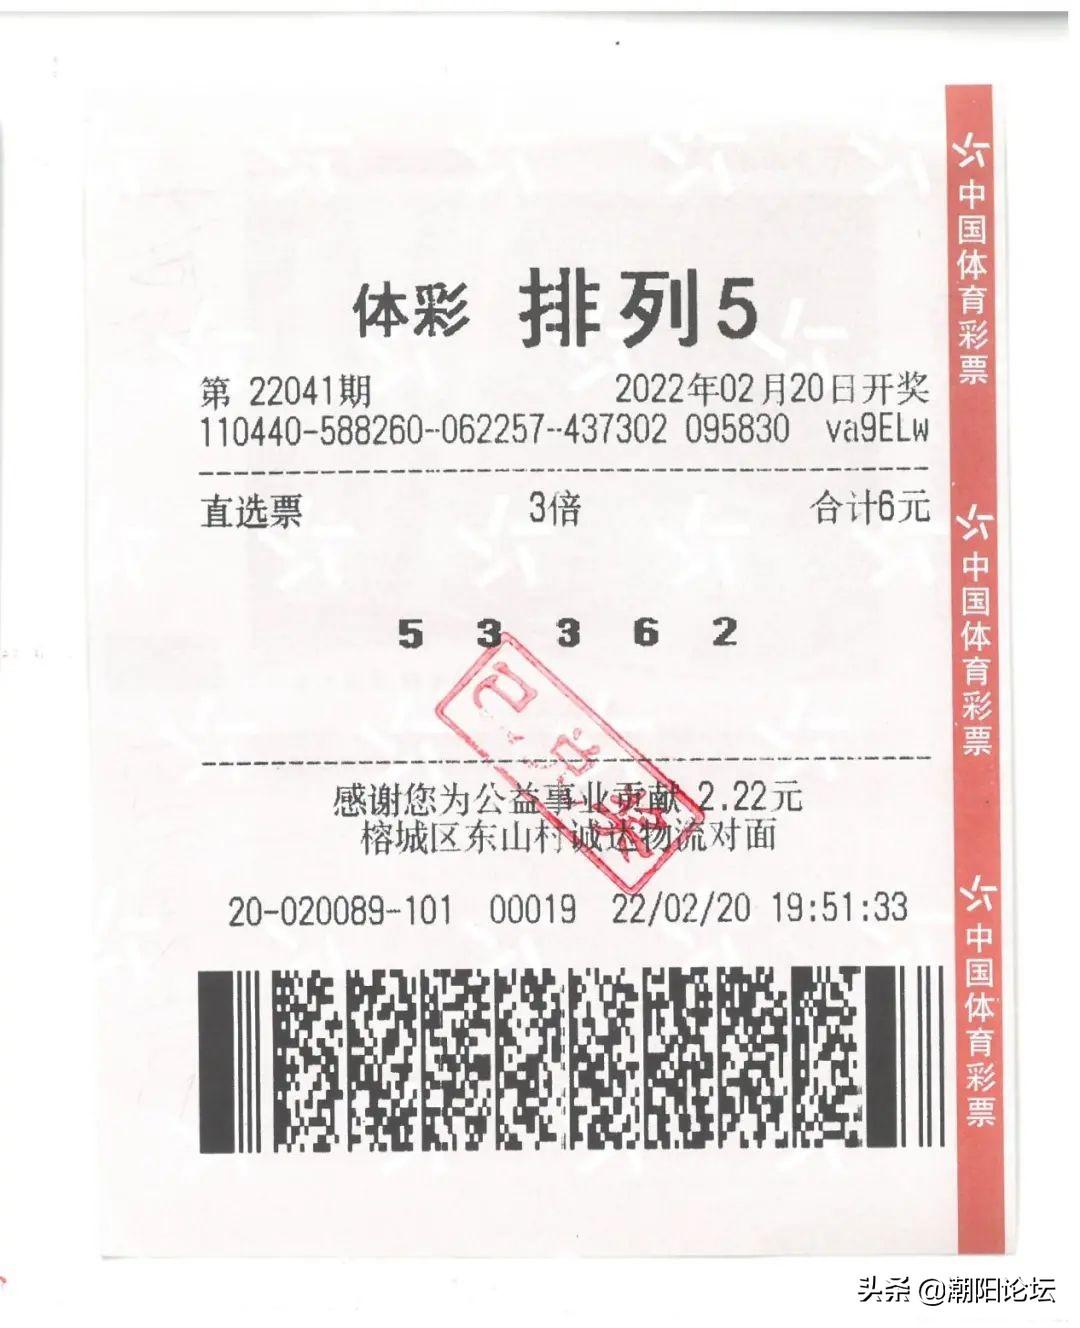 体彩 排列5
第 22041期 2022年02月20日开奖
110440-588260--062257--437302 095830 va9ELw
直选票 3倍 合计6元
5 3 3 6 2
已兑奖
感谢您为公益事业贡献 2.22元
榕城区东山村诚达物流对面
20-020089-101 00019 22/02/20 19:51:33
中国体育彩票
中国体育彩票
中国体育彩票
头条 @潮阳论坛